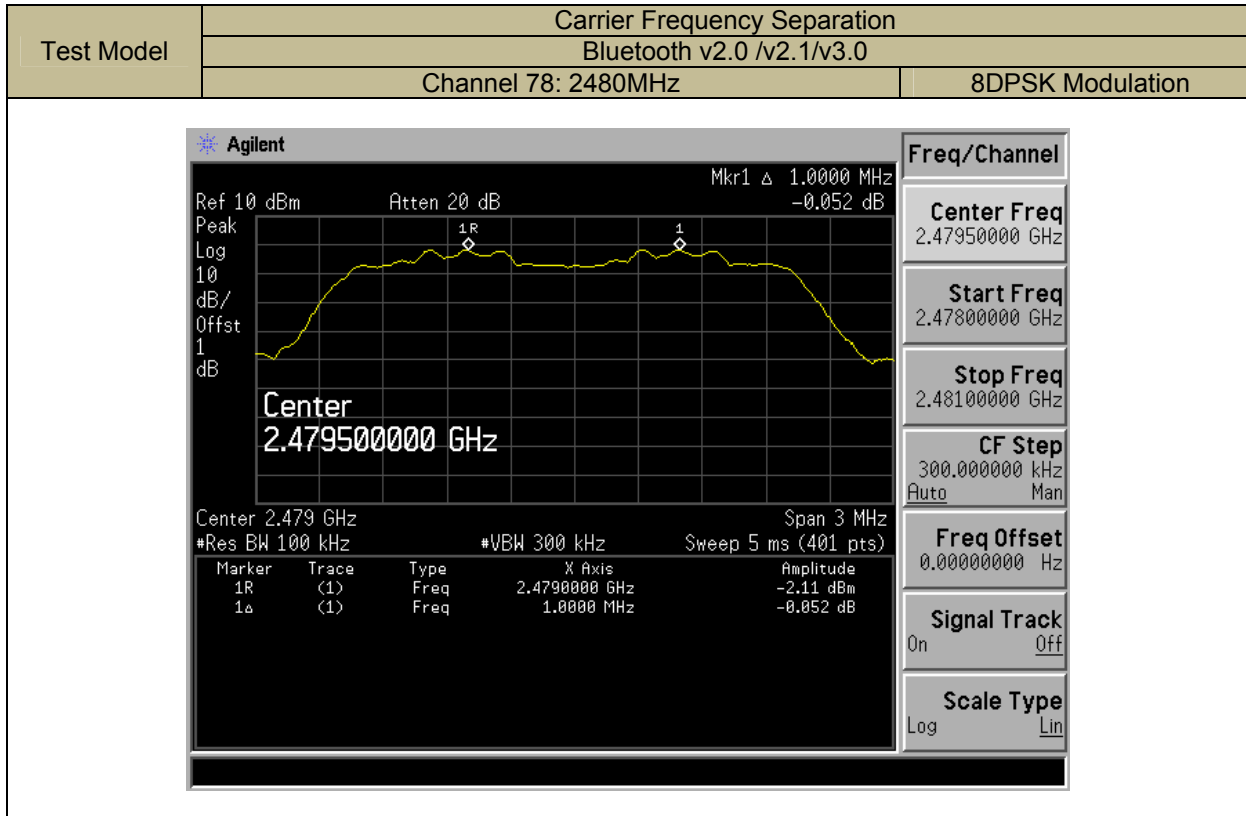 Test Model
Carrier Frequency Separation
Bluetooth v2.0 /v2.1/v3.0
Channel 78: 2480MHz 8DPSK Modulation
Agilent
Mkr1 Δ 1.0000 MHz
Ref 10 dBm Atten 20 dB -0.052 dB
Peak
Log
10
dB/
Offst
1
dB
1R 1
Center
2.479500000 GHz
Center 2.479 GHz Span 3 MHz
#Res BW 100 kHz #VBW 300 kHz Sweep 5 ms (401 pts)
Marker Trace Type X Axis Amplitude
1R (1) Freq 2.4790000 GHz -2.11 dBm
1Δ (1) Freq 1.0000 MHz -0.052 dB
Freq/Channel
Center Freq
2.47950000 GHz
Start Freq
2.47800000 GHz
Stop Freq
2.48100000 GHz
CF Step
300.000000 kHz
Auto Man
Freq Offset
0.00000000 Hz
Signal Track
On Off
Scale Type
Log Lin